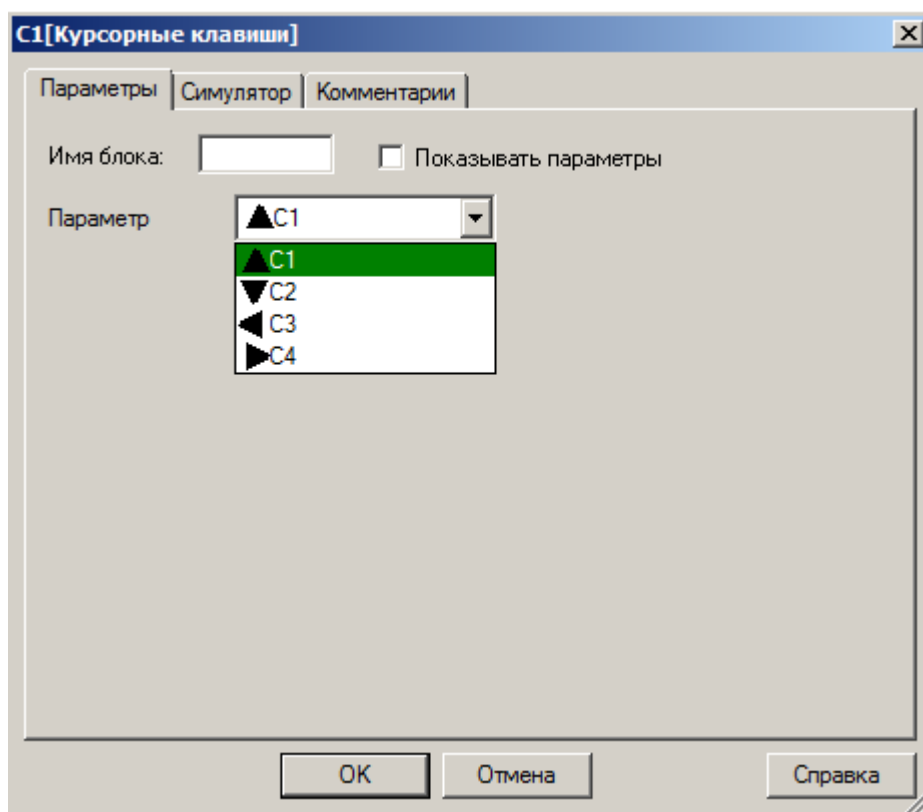 C1[Курсорные клавиши]
Параметры Симулятор Комментарии
Имя блока: Показывать параметры
Параметр ▲C1
▲C1
▼C2
◀C3
▶C4
OK Отмена Справка